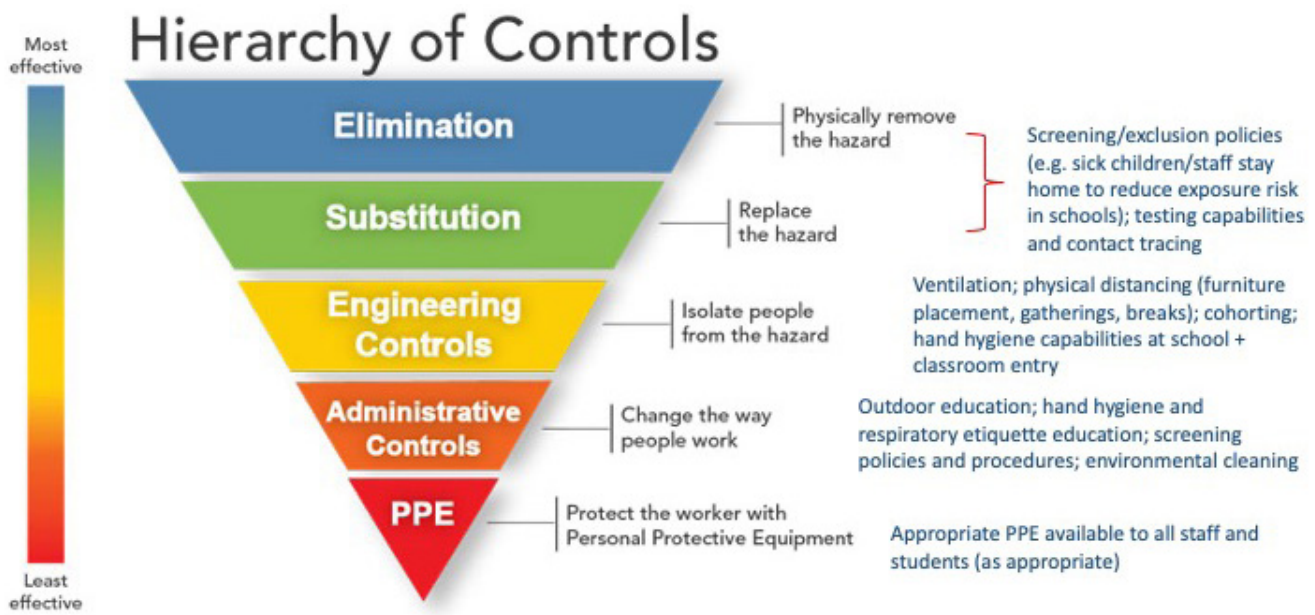 Hierarchy of Controls
Most
effective
Elimination
Physically remove
the hazard
Screening/exclusion policies
(e.g. sick children/staff stay
home to reduce exposure risk
in schools); testing capabilities
and contact tracing
Substitution
Replace
the hazard
Engineering
Controls
Isolate people
from the hazard
Ventilation; physical distancing (furniture
placement, gatherings, breaks); cohorting;
hand hygiene capabilities at school +
classroom entry
Administrative
Controls
Change the way
people work
Outdoor education; hand hygiene and
respiratory etiquette education; screening
policies and procedures; environmental cleaning
PPE
Protect the worker with
Personal Protective Equipment
Appropriate PPE available to all staff and
students (as appropriate)
Least
effective